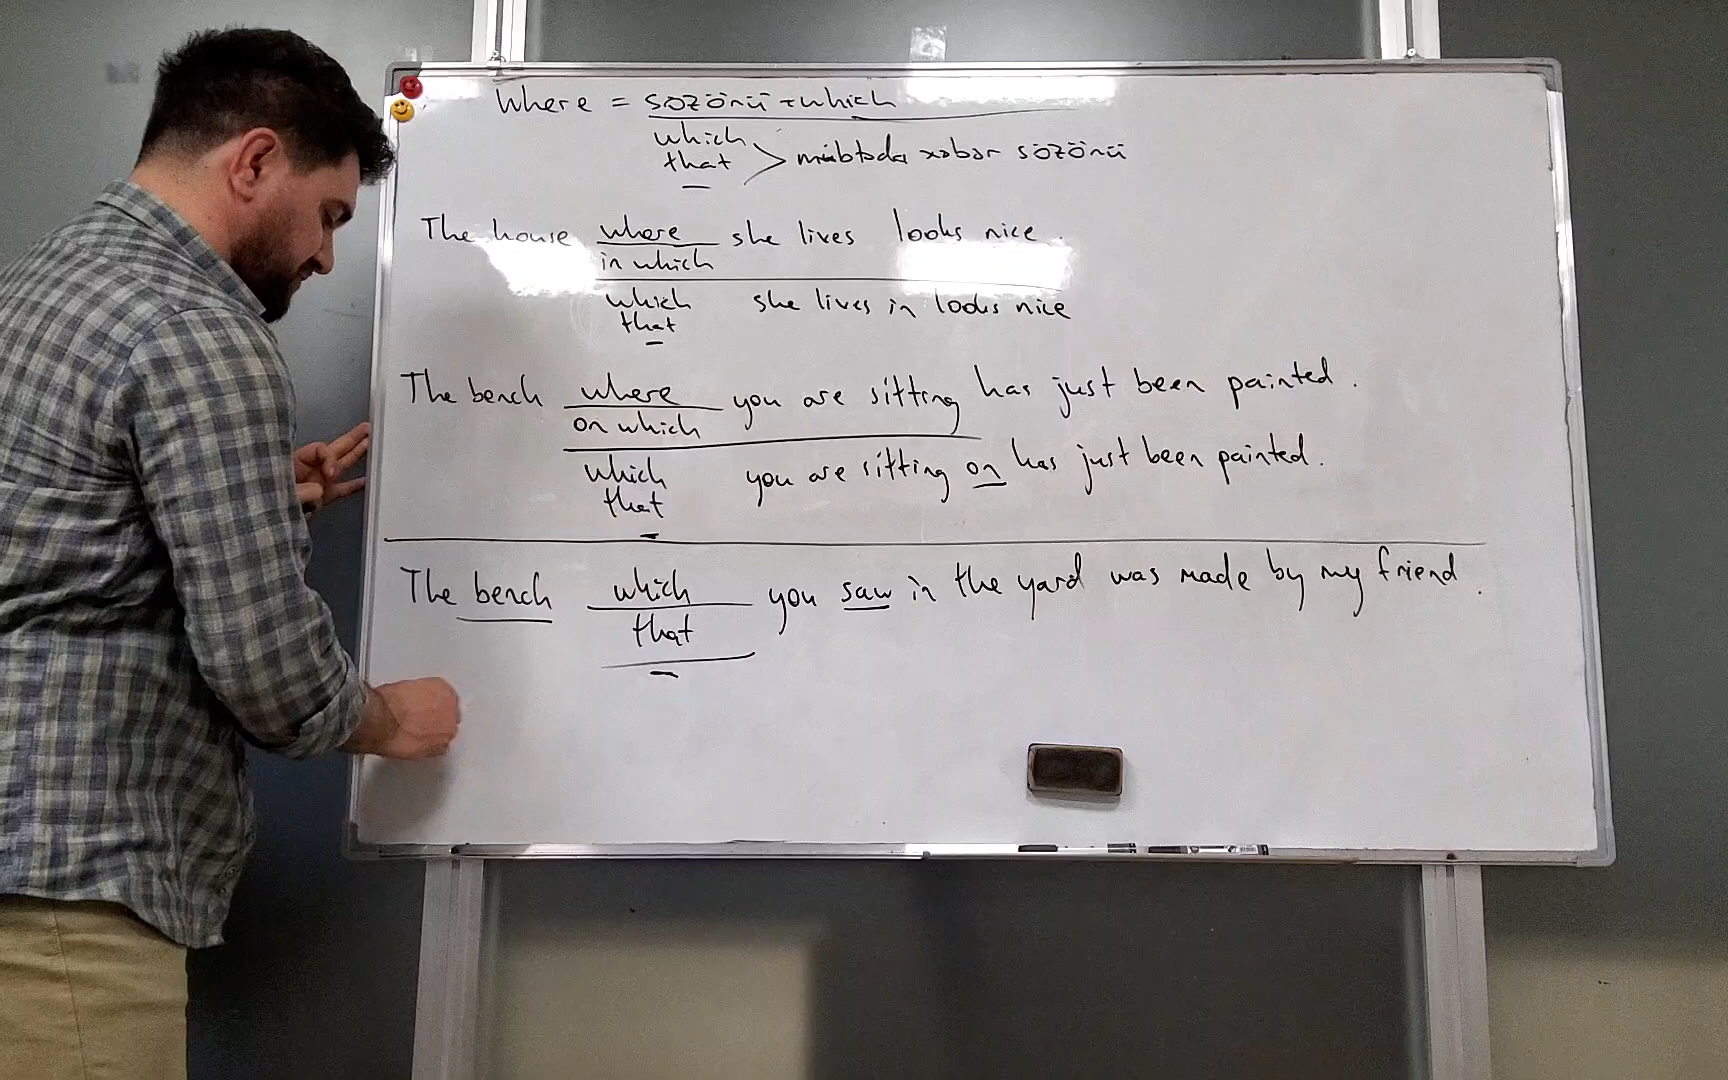 Where = sözönü + which
which
that > mübtəda xəbər sözönü
—
The house where she lives looks nice.
in which
which she lives in looks nice
that
—
The bench where you are sitting has just been painted.
on which
which you are sitting on has just been painted.
that
—
The bench which you saw in the yard was made by my friend.
that
—